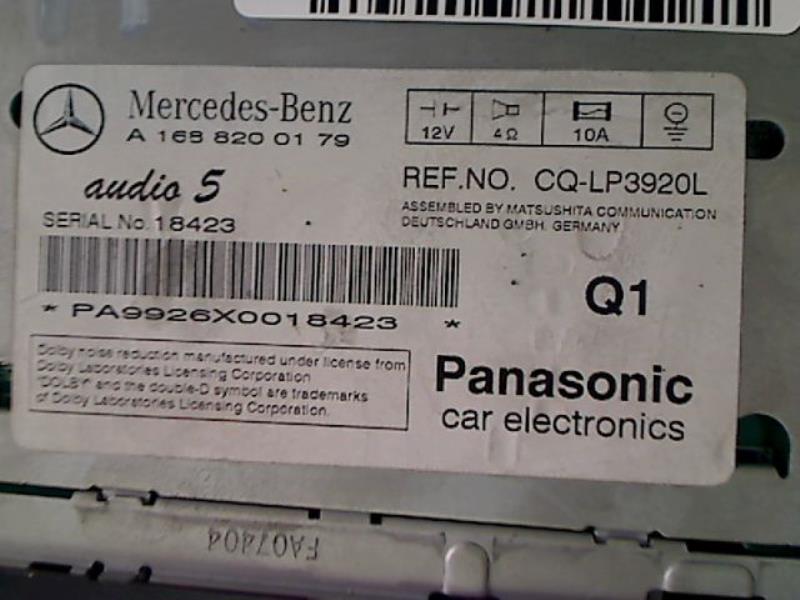 Mercedes-Benz
A 168 820 01 79
audio 5
SERIAL No. 18423
12V 4Ω 10A
REF.NO. CQ-LP3920L
ASSEMBLED BY MATSUSHITA COMMUNICATION
DEUTSCHLAND GMBH, GERMANY
Q1
* PA9926X0018423 *
Dolby noise reduction manufactured under license from
Dolby Laboratories Licensing Corporation
"DOLBY" and the double-D symbol are trademarks
of Dolby Laboratories Licensing Corporation.
Panasonic
car electronics
FA07404